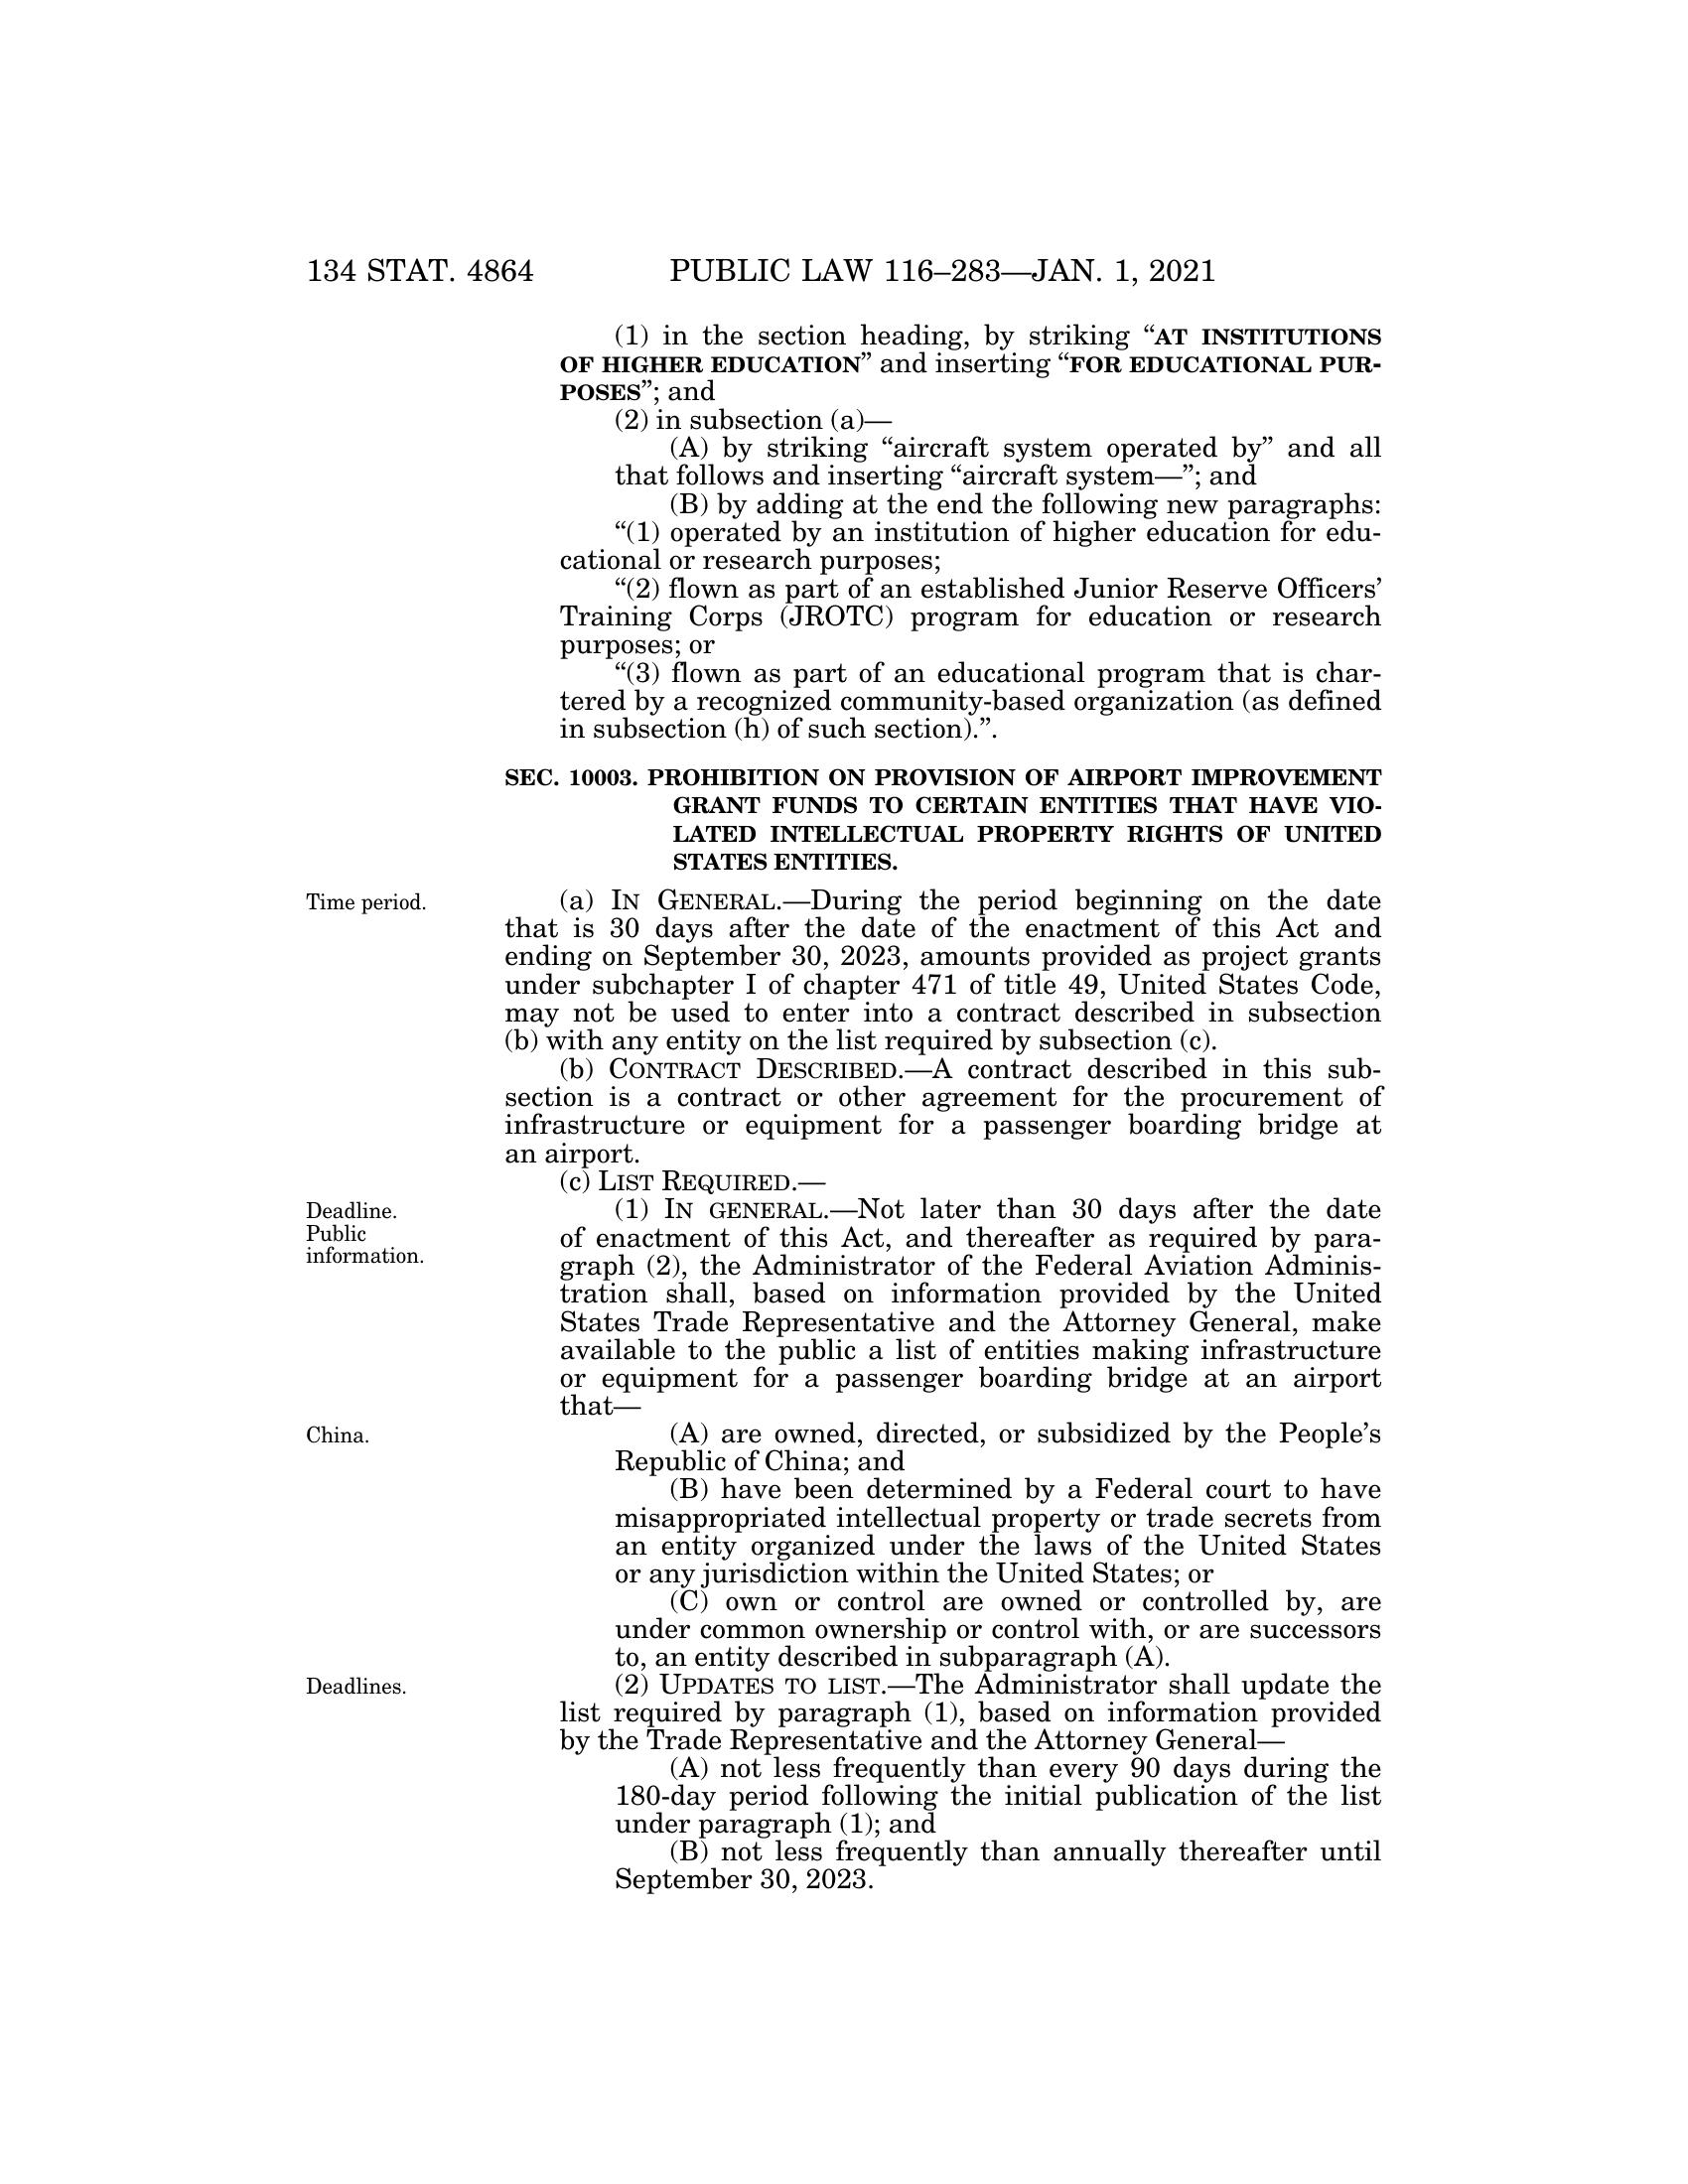 134 STAT. 4864 PUBLIC LAW 116–283—JAN. 1, 2021
(1) in the section heading, by striking “AT INSTITUTIONS
OF HIGHER EDUCATION” and inserting “FOR EDUCATIONAL PUR-
POSES”; and
(2) in subsection (a)—
(A) by striking “aircraft system operated by” and all
that follows and inserting “aircraft system—”; and
(B) by adding at the end the following new paragraphs:
“(1) operated by an institution of higher education for edu-
cational or research purposes;
“(2) flown as part of an established Junior Reserve Officers’
Training Corps (JROTC) program for education or research
purposes; or
“(3) flown as part of an educational program that is char-
tered by a recognized community-based organization (as defined
in subsection (h) of such section).”.
SEC. 10003. PROHIBITION ON PROVISION OF AIRPORT IMPROVEMENT
GRANT FUNDS TO CERTAIN ENTITIES THAT HAVE VIO-
LATED INTELLECTUAL PROPERTY RIGHTS OF UNITED
STATES ENTITIES.
Time period.
(a) IN GENERAL.—During the period beginning on the date
that is 30 days after the date of the enactment of this Act and
ending on September 30, 2023, amounts provided as project grants
under subchapter I of chapter 471 of title 49, United States Code,
may not be used to enter into a contract described in subsection
(b) with any entity on the list required by subsection (c).
(b) CONTRACT DESCRIBED.—A contract described in this sub-
section is a contract or other agreement for the procurement of
infrastructure or equipment for a passenger boarding bridge at
an airport.
(c) LIST REQUIRED.—
Deadline.
Public
information.
(1) IN GENERAL.—Not later than 30 days after the date
of enactment of this Act, and thereafter as required by para-
graph (2), the Administrator of the Federal Aviation Adminis-
tration shall, based on information provided by the United
States Trade Representative and the Attorney General, make
available to the public a list of entities making infrastructure
or equipment for a passenger boarding bridge at an airport
that—
China.
(A) are owned, directed, or subsidized by the People’s
Republic of China; and
(B) have been determined by a Federal court to have
misappropriated intellectual property or trade secrets from
an entity organized under the laws of the United States
or any jurisdiction within the United States; or
(C) own or control are owned or controlled by, are
under common ownership or control with, or are successors
to, an entity described in subparagraph (A).
Deadlines.
(2) UPDATES TO LIST.—The Administrator shall update the
list required by paragraph (1), based on information provided
by the Trade Representative and the Attorney General—
(A) not less frequently than every 90 days during the
180-day period following the initial publication of the list
under paragraph (1); and
(B) not less frequently than annually thereafter until
September 30, 2023.